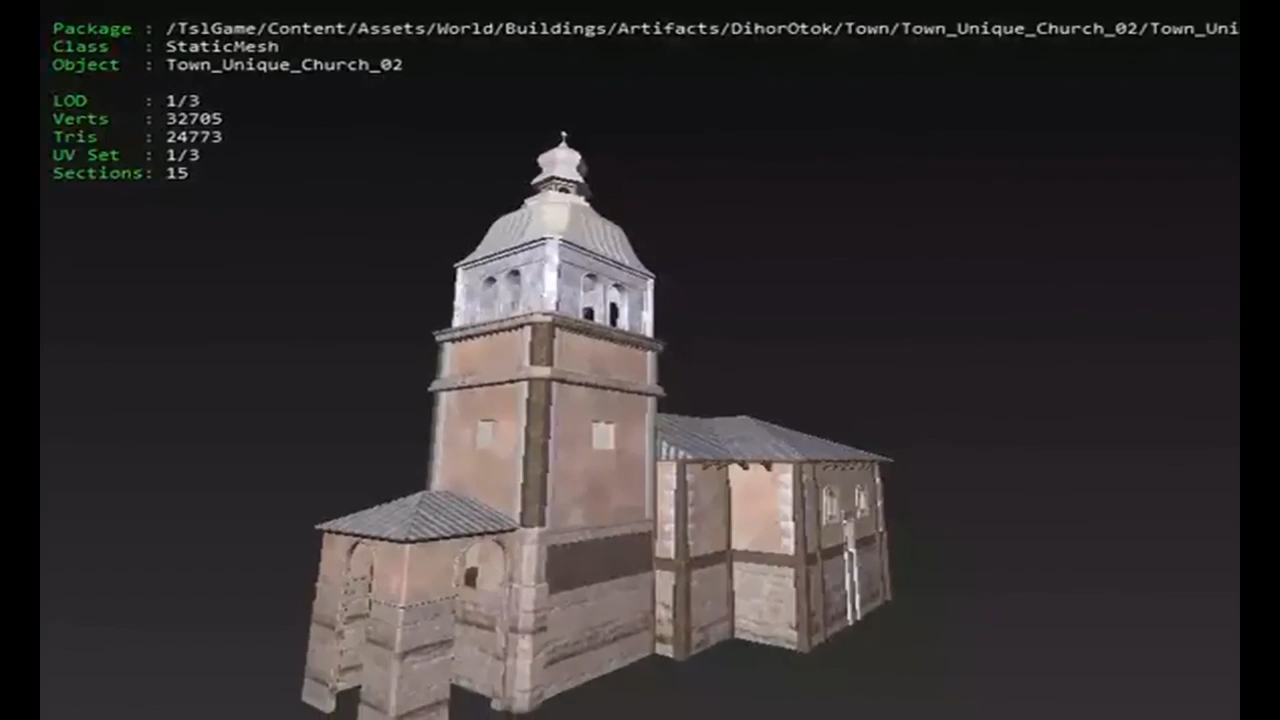 Package : /TslGame/Content/Assets/World/Buildings/Artifacts/DihorOtok/Town/Town_Unique_Church_02/Town_Uni
Class : StaticMesh
Object : Town_Unique_Church_02
LOD : 1/3
Verts : 32705
Tris : 24773
UV Set : 1/3
Sections: 15